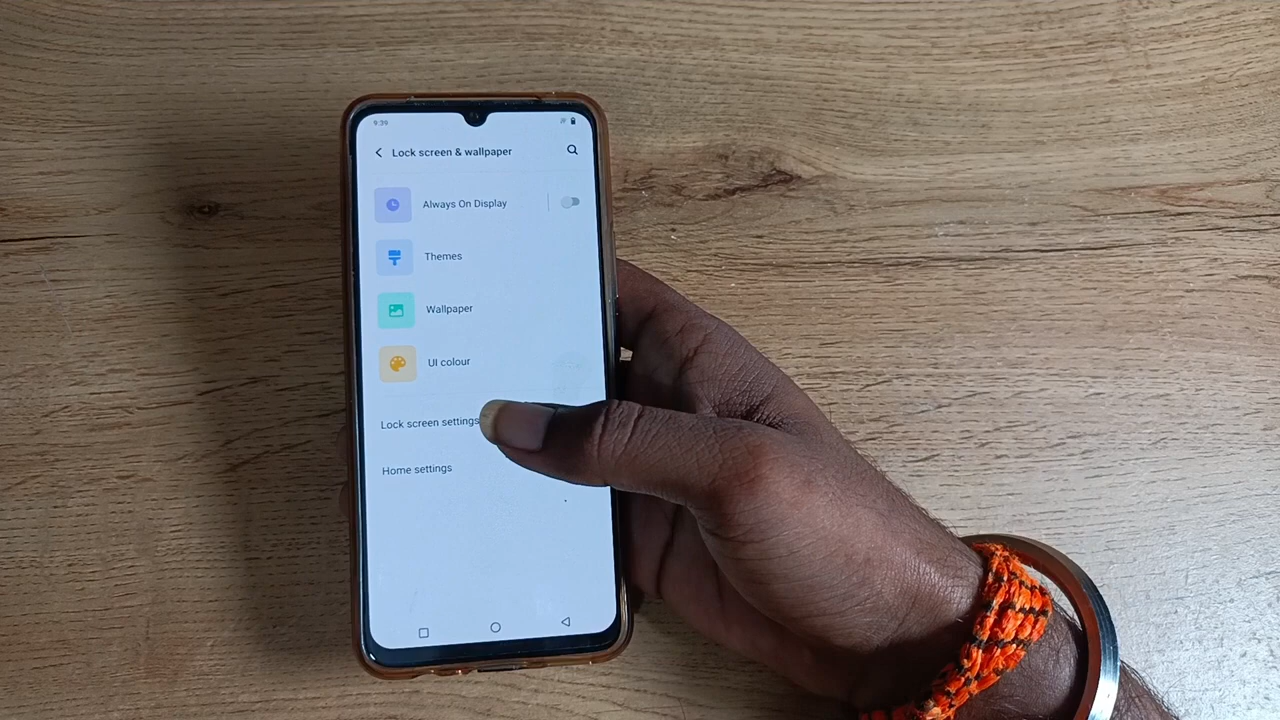 9:39
Lock screen & wallpaper
Always On Display
Themes
Wallpaper
UI colour
Lock screen settings
Home settings